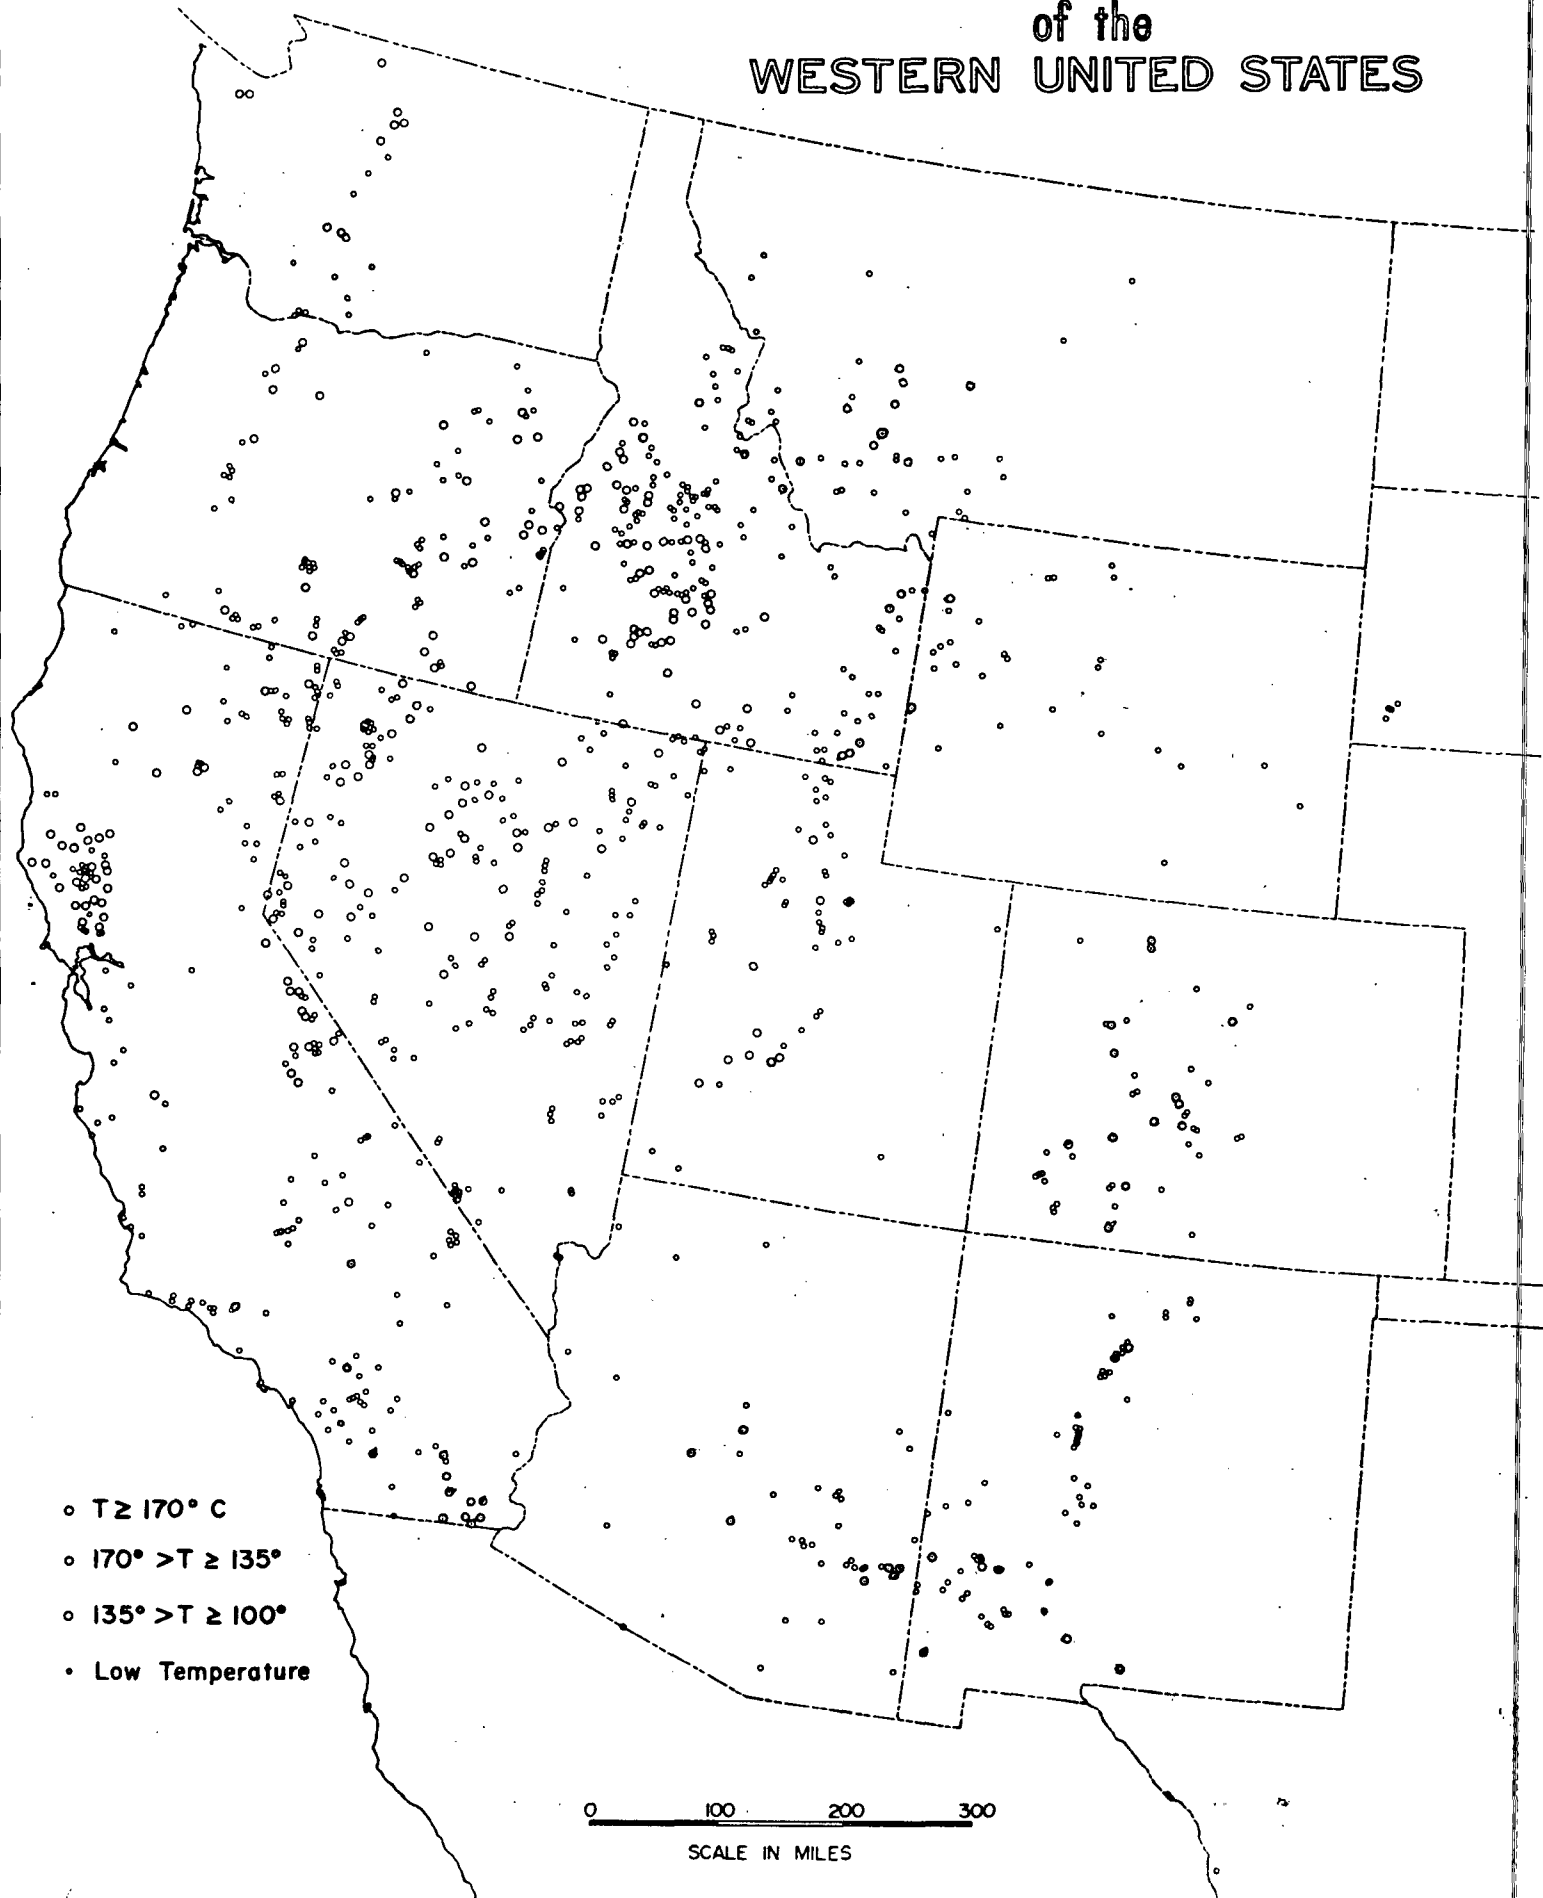 of the
WESTERN UNITED STATES
T ≥ 170° C
170° > T ≥ 135°
135° > T ≥ 100°
Low Temperature
0 100 200 300
SCALE IN MILES